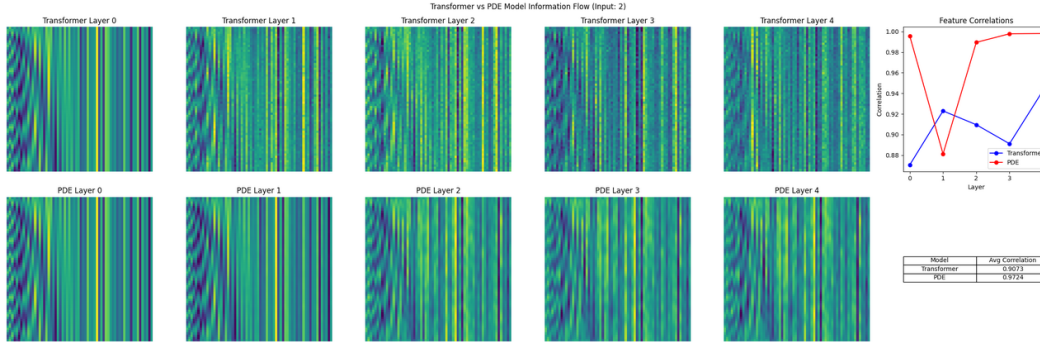 Transformer vs PDE Model Information Flow (Input: 2)
Transformer Layer 0
Transformer Layer 1
Transformer Layer 2
Transformer Layer 3
Transformer Layer 4
Feature Correlations
1.00
0.98
0.96
0.94
0.92
0.90
0.88
Correlation
Transformer
PDE
0 1 2 3
Layer
PDE Layer 0
PDE Layer 1
PDE Layer 2
PDE Layer 3
PDE Layer 4
Model Avg Correlation
Transformer 0.9073
PDE 0.9724